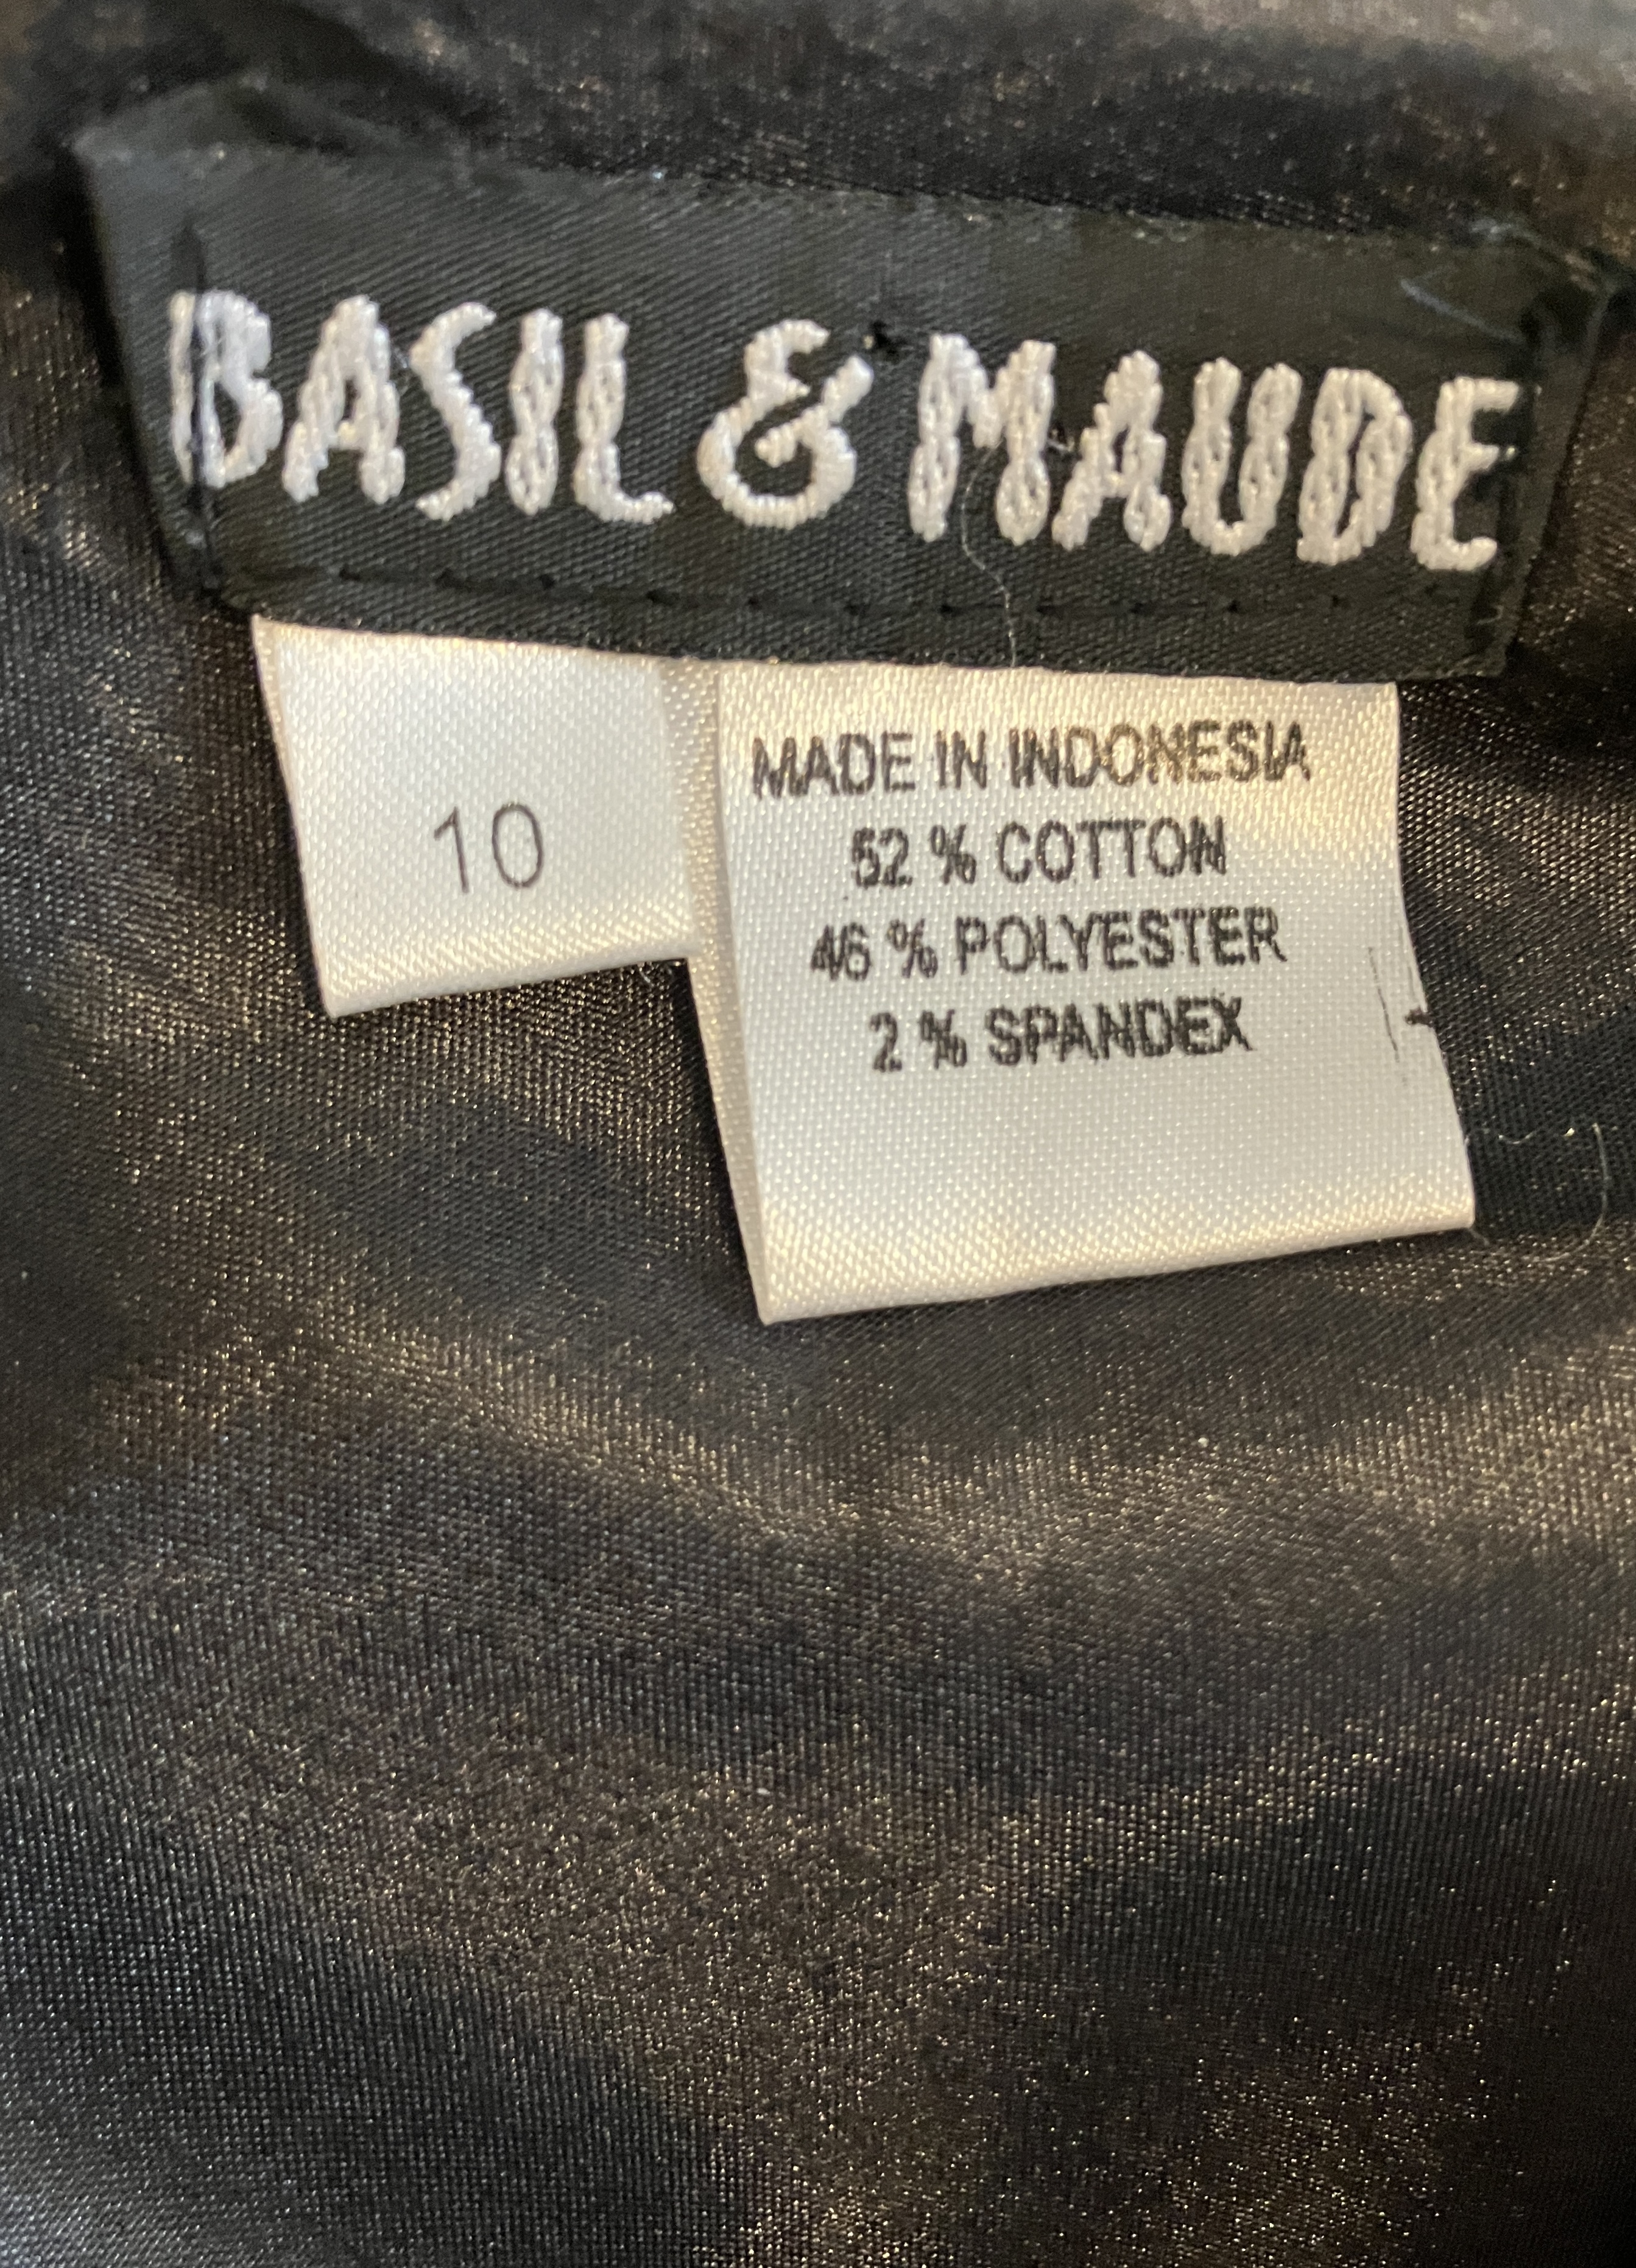 BASIL & MAUDE
10
MADE IN INDONESIA
52 % COTTON
46 % POLYESTER
2 % SPANDEX